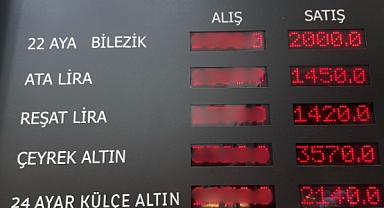 ALIŞ SATIŞ
22 AYA BİLEZİK 2000.0
ATA LİRA 1450.0
REŞAT LİRA 1420.0
ÇEYREK ALTIN 3570.0
24 AYAR KÜLÇE ALTIN 2140.0